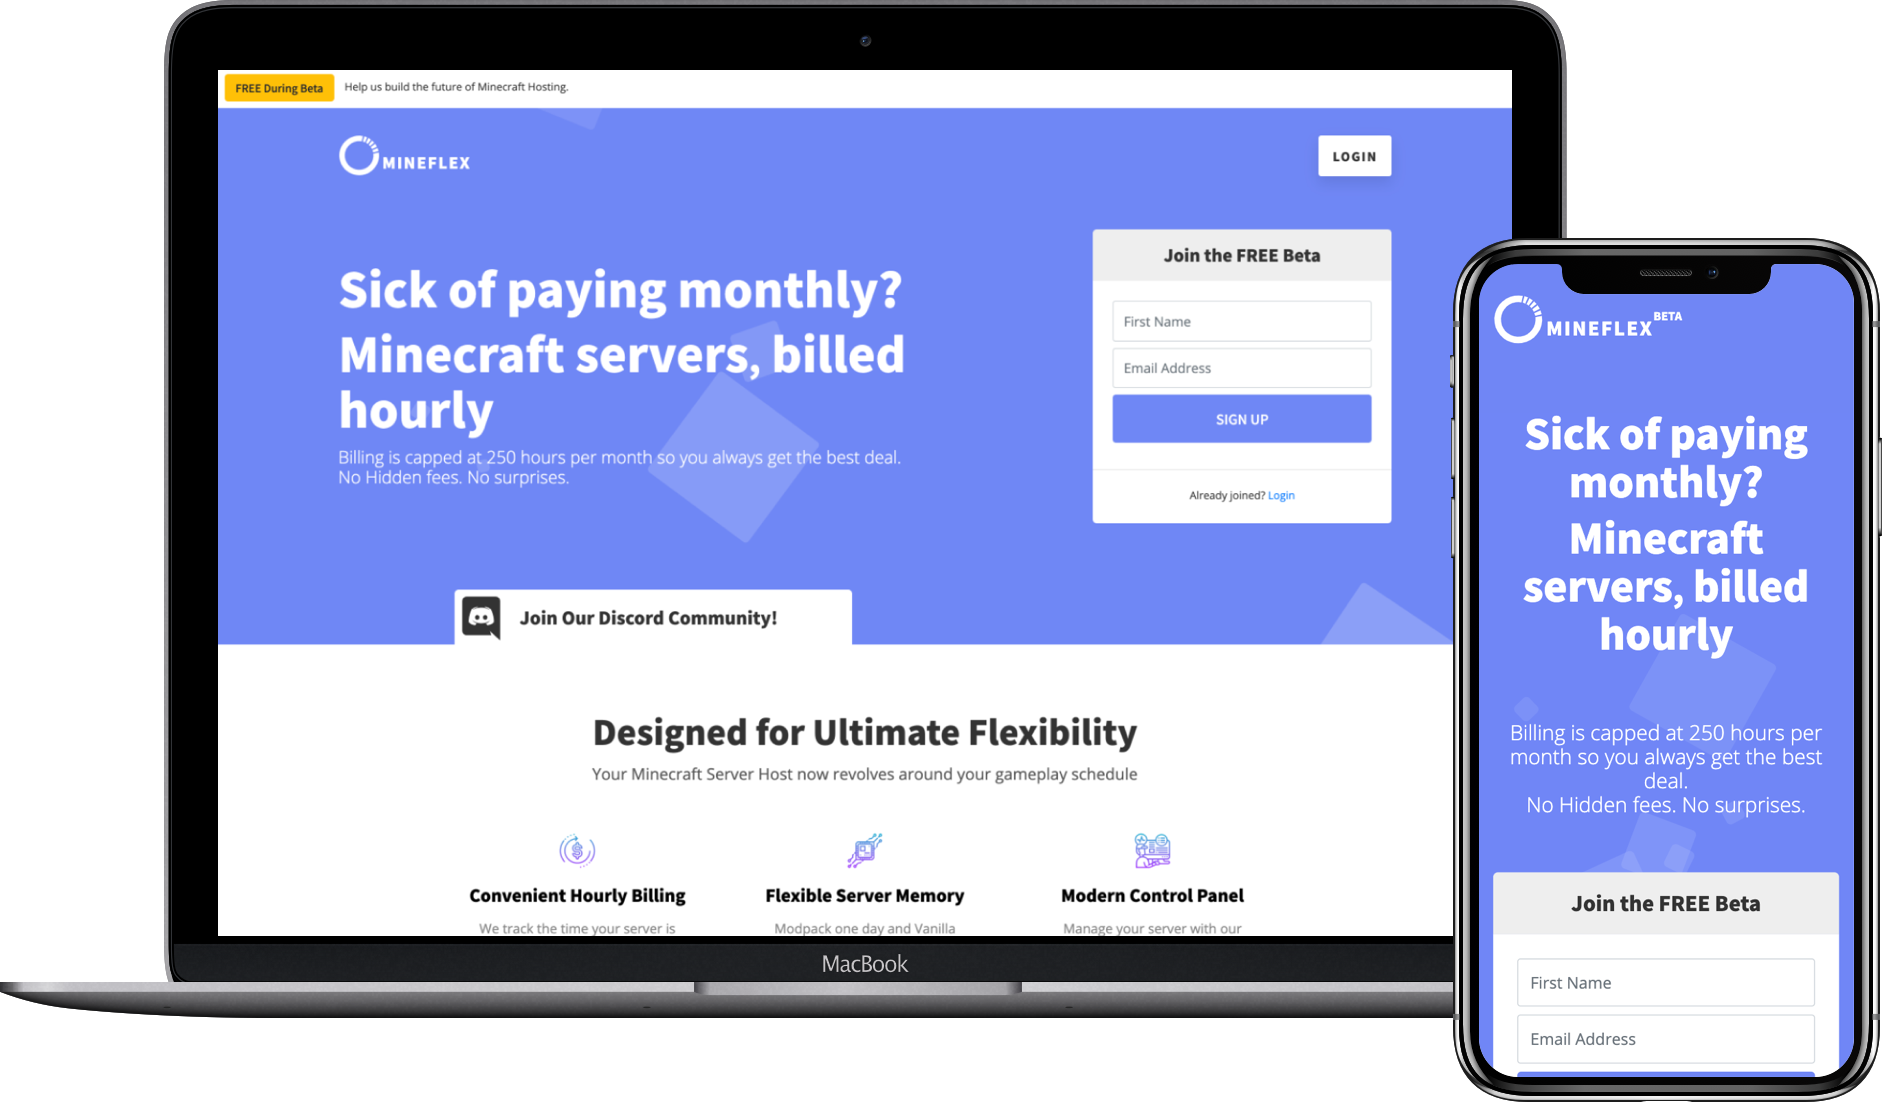 FREE During Beta
Help us build the future of Minecraft Hosting.
MINEFLEX
LOGIN
Sick of paying monthly?
Minecraft servers, billed
hourly
Billing is capped at 250 hours per month so you always get the best deal.
No Hidden fees. No surprises.
Join the FREE Beta
First Name
Email Address
SIGN UP
Already joined? Login
Join Our Discord Community!
Designed for Ultimate Flexibility
Your Minecraft Server Host now revolves around your gameplay schedule
Convenient Hourly Billing
We track the time your server is
Flexible Server Memory
Modpack one day and Vanilla
Modern Control Panel
Manage your server with our
MacBook
MINEFLEX BETA
Sick of paying
monthly?
Minecraft
servers, billed
hourly
Billing is capped at 250 hours per
month so you always get the best
deal.
No Hidden fees. No surprises.
Join the FREE Beta
First Name
Email Address